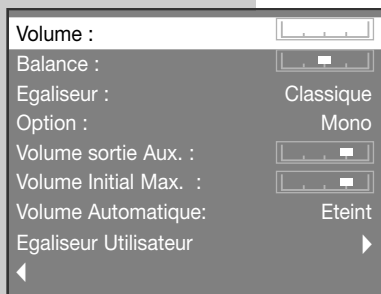 Volume :
Balance :
Egaliseur : Classique
Option : Mono
Volume sortie Aux. :
Volume Initial Max. :
Volume Automatique: Eteint
Egaliseur Utilisateur